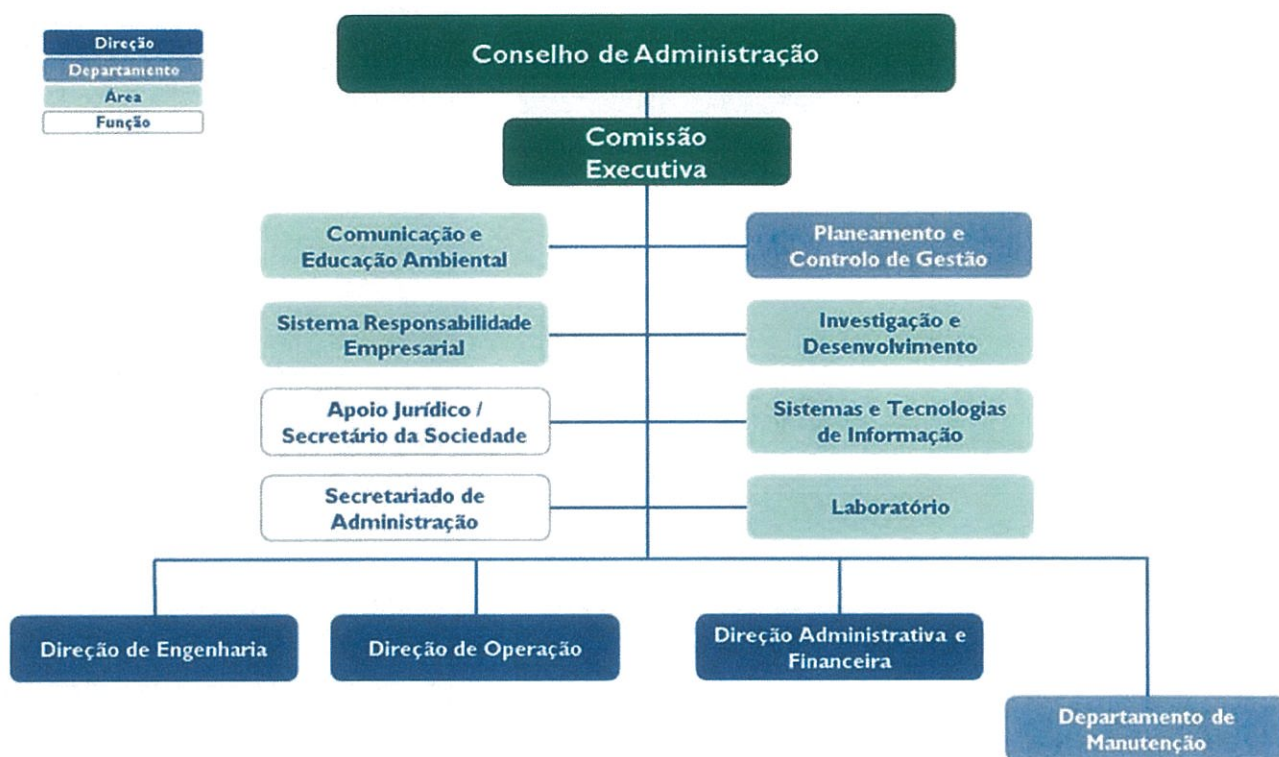 Direção
Departamento
Área
Função
Conselho de Administração
Comissão
Executiva
Comunicação e
Educação Ambiental
Planeamento e
Controlo de Gestão
Sistema Responsabilidade
Empresarial
Investigação e
Desenvolvimento
Apoio Jurídico /
Secretário da Sociedade
Sistemas e Tecnologias
de Informação
Secretariado de
Administração
Laboratório
Direção de Engenharia
Direção de Operação
Direção Administrativa e
Financeira
Departamento de
Manutenção